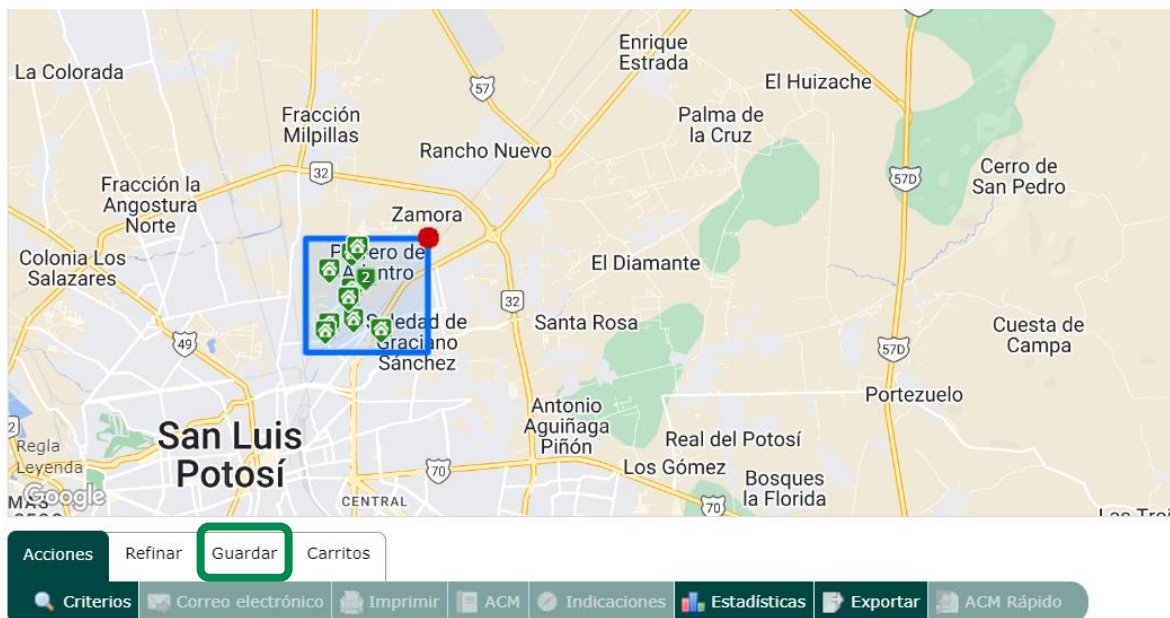 Enrique
Estrada
La Colorada
El Huizache
57
Fracción
Milpillas
Palma de
la Cruz
Rancho Nuevo
32
57D
Cerro de
San Pedro
Fracción la
Angostura
Norte
Zamora
Colonia Los
Salazares
El Diamante
2
32
Soledad de
Graciano
Sánchez
Santa Rosa
Cuesta de
Campa
49
57D
Portezuelo
Antonio
Aguiñaga
Piñón
San Luis
Potosí
Real del Potosí
Regla
Leyenda
70
Los Gómez
Bosques
la Florida
Google
CENTRAL
70
Acciones Refinar Guardar Carritos
Criterios Correo electrónico Imprimir ACM Indicaciones Estadísticas Exportar ACM Rápido